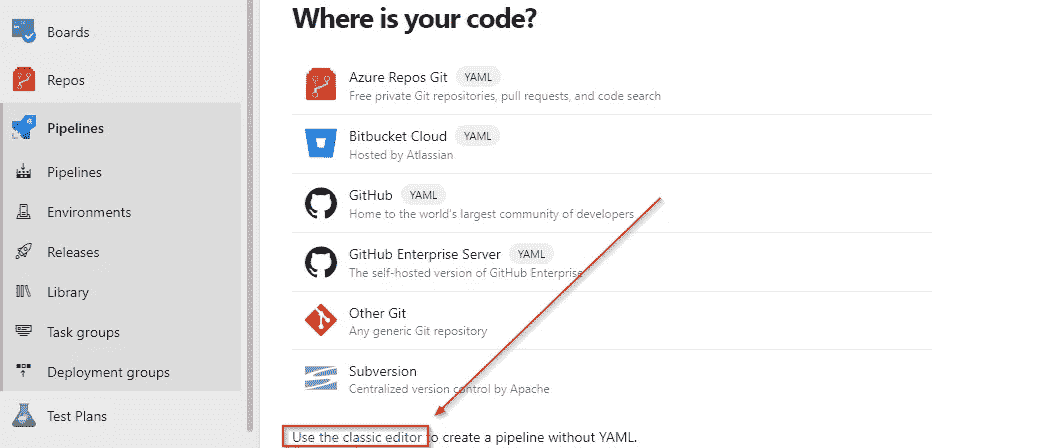 Boards
Repos
Pipelines
Pipelines
Environments
Releases
Library
Task groups
Deployment groups
Test Plans
Where is your code?
Azure Repos Git YAML
Free private Git repositories, pull requests, and code search
Bitbucket Cloud YAML
Hosted by Atlassian
GitHub YAML
Home to the world's largest community of developers
GitHub Enterprise Server YAML
The self-hosted version of GitHub Enterprise
Other Git
Any generic Git repository
Subversion
Centralized version control by Apache
Use the classic editor to create a pipeline without YAML.